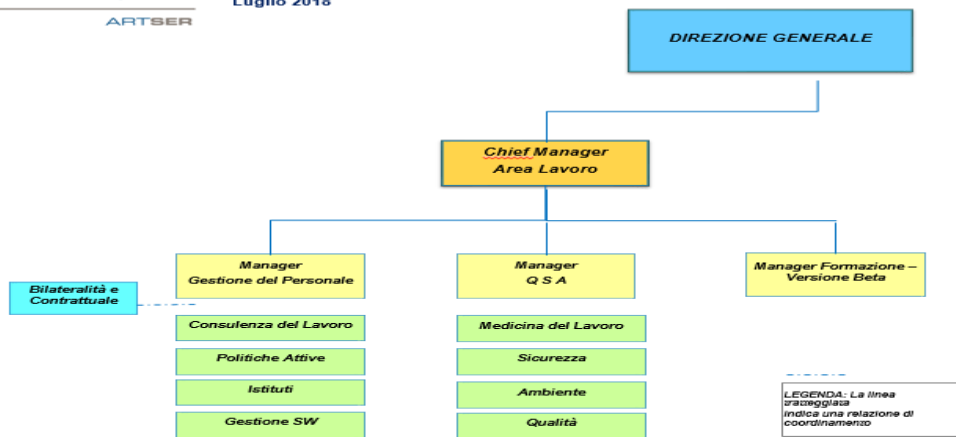 Luglio 2018
ARTSER
DIREZIONE GENERALE
Chief Manager
Area Lavoro
Manager
Gestione del Personale
Manager
Q S A
Manager Formazione –
Versione Beta
Bilateralità e
Contrattuale
Consulenza del Lavoro
Medicina del Lavoro
Politiche Attive
Sicurezza
Istituti
Ambiente
Gestione SW
Qualità
LEGENDA: La linea
tratteggiata
indica una relazione di
coordinamento